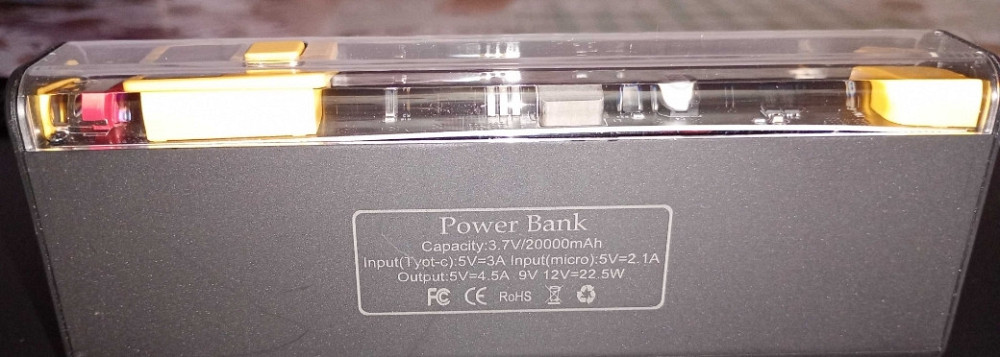 Power Bank
Capacity:3.7V/20000mAh
Input(Tyot-c):5V=3A Input(micro):5V=2.1A
Output:5V=4.5A 9V 12V=22.5W
FC CE RoHS